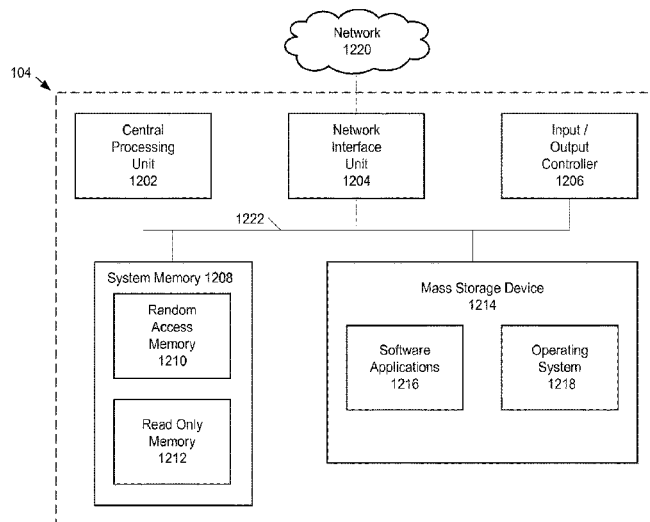 Network
1220
104
Central
Processing
Unit
1202
Network
Interface
Unit
1204
Input /
Output
Controller
1206
1222
System Memory 1208
Random
Access
Memory
1210
Read Only
Memory
1212
Mass Storage Device
1214
Software
Applications
1216
Operating
System
1218